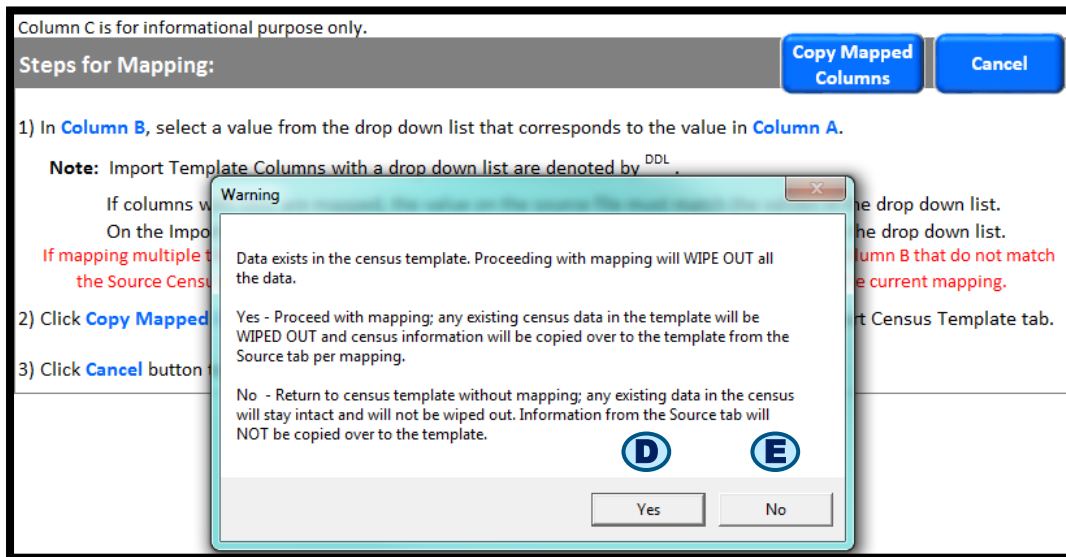 Column C is for informational purpose only.
Steps for Mapping:
Copy Mapped
Columns
Cancel
1) In Column B, select a value from the drop down list that corresponds to the value in Column A.
Note: Import Template Columns with a drop down list are denoted by DDL .
If columns w
he drop down list.
On the Impo
he drop down list.
If mapping multiple t
lumn B that do not match
the Source Censu
e current mapping.
2) Click Copy Mapped
rt Census Template tab.
3) Click Cancel button
Warning
Data exists in the census template. Proceeding with mapping will WIPE OUT all
the data.
Yes - Proceed with mapping; any existing census data in the template will be
WIPED OUT and census information will be copied over to the template from the
Source tab per mapping.
No - Return to census template without mapping; any existing data in the census
will stay intact and will not be wiped out. Information from the Source tab will
NOT be copied over to the template.
D
E
Yes
No